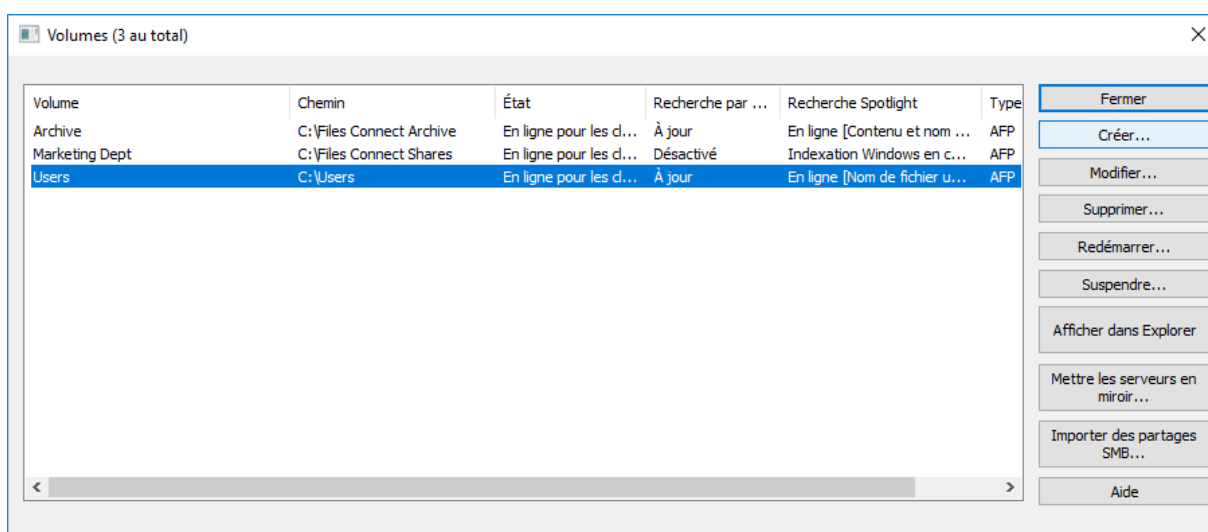 Volumes (3 au total)
Volume Chemin État Recherche par ... Recherche Spotlight Type
Archive C:\Files Connect Archive En ligne pour les cl... À jour En ligne [Contenu et nom ... AFP
Marketing Dept C:\Files Connect Shares En ligne pour les cl... Désactivé Indexation Windows en c... AFP
Users C:\Users En ligne pour les cl... À jour En ligne [Nom de fichier u... AFP
Fermer
Créer...
Modifier...
Supprimer...
Redémarrer...
Suspendre...
Afficher dans Explorer
Mettre les serveurs en
miroir...
Importer des partages
SMB...
Aide